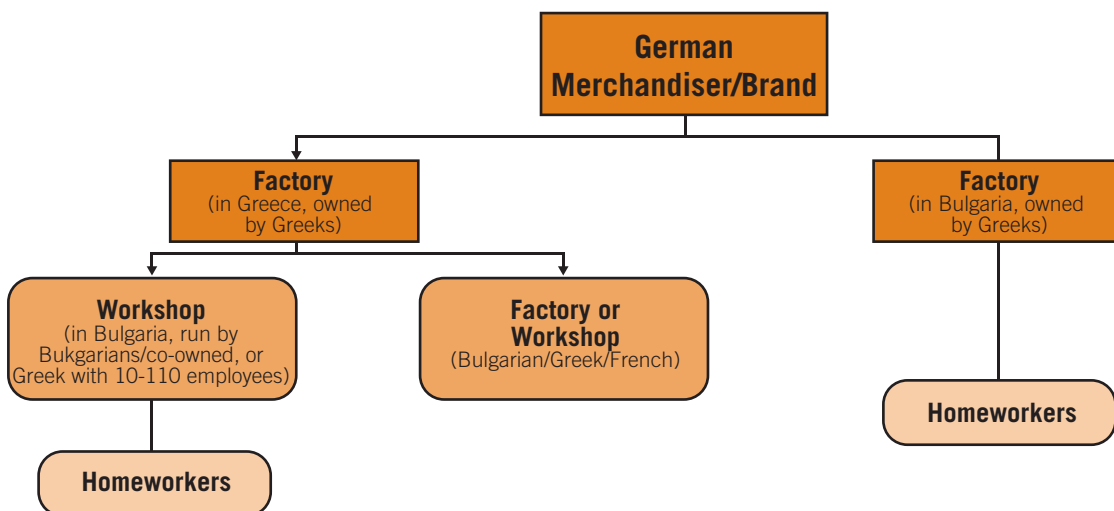 German
Merchandiser/Brand
Factory
(in Greece, owned
by Greeks)
Factory
(in Bulgaria, owned
by Greeks)
Workshop
(in Bulgaria, run by
Bukgarians/co-owned, or
Greek with 10-110 employees)
Factory or
Workshop
(Bulgarian/Greek/French)
Homeworkers
Homeworkers